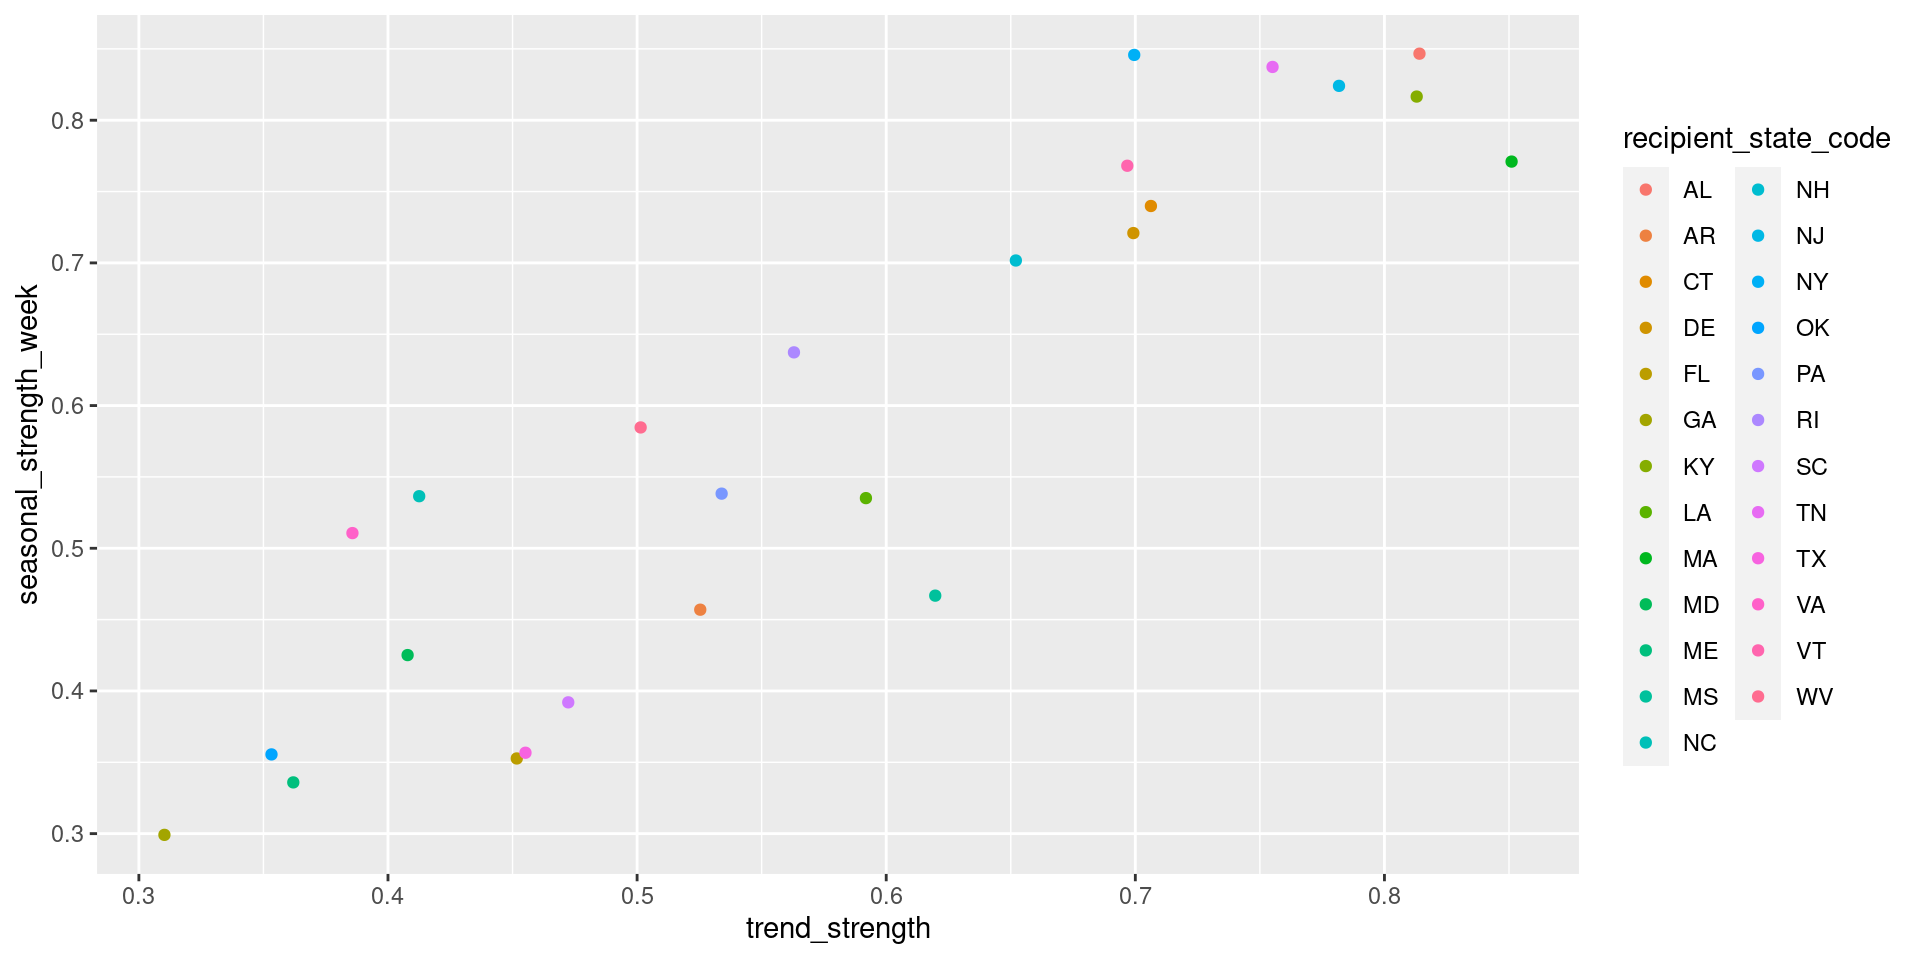 seasonal_strength_week
0.8
0.7
0.6
0.5
0.4
0.3
0.3 0.4 0.5 0.6 0.7 0.8
trend_strength
recipient_state_code
AL NH
AR NJ
CT NY
DE OK
FL PA
GA RI
KY SC
LA TN
MA TX
MD VA
ME VT
MS WV
NC